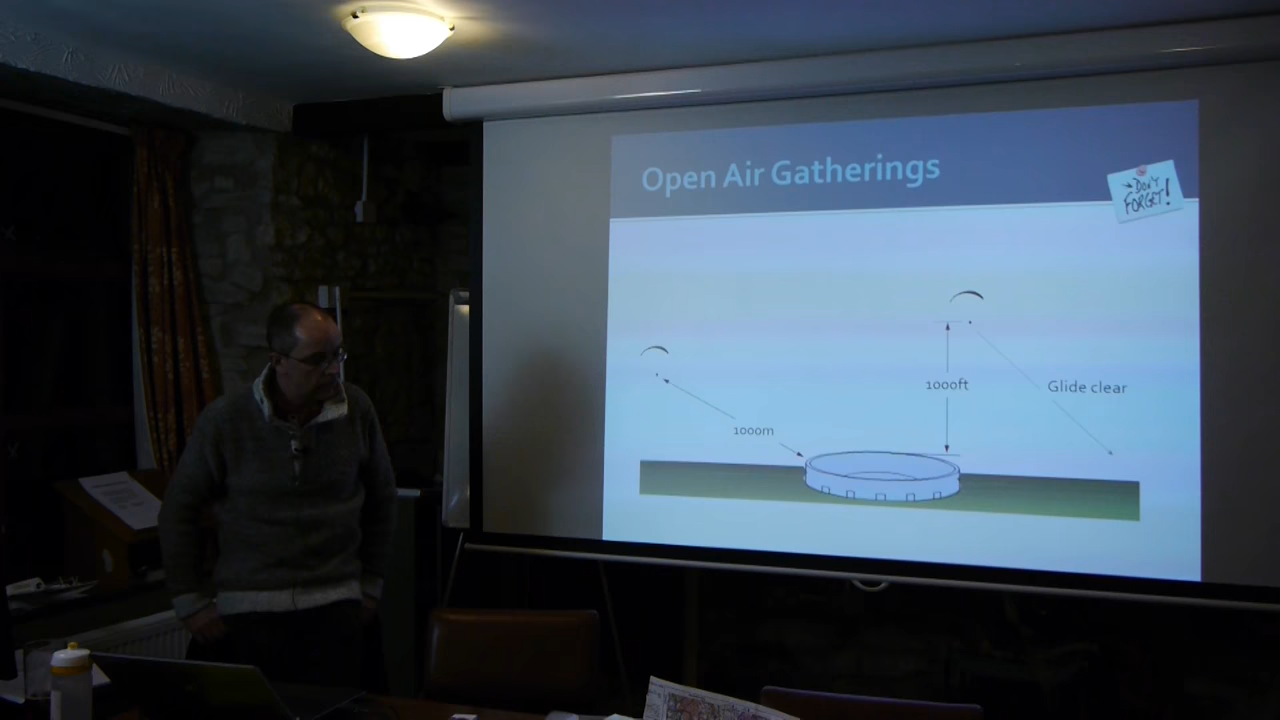 Open Air Gatherings
DON'T
FORGET!
1000ft
Glide clear
1000m